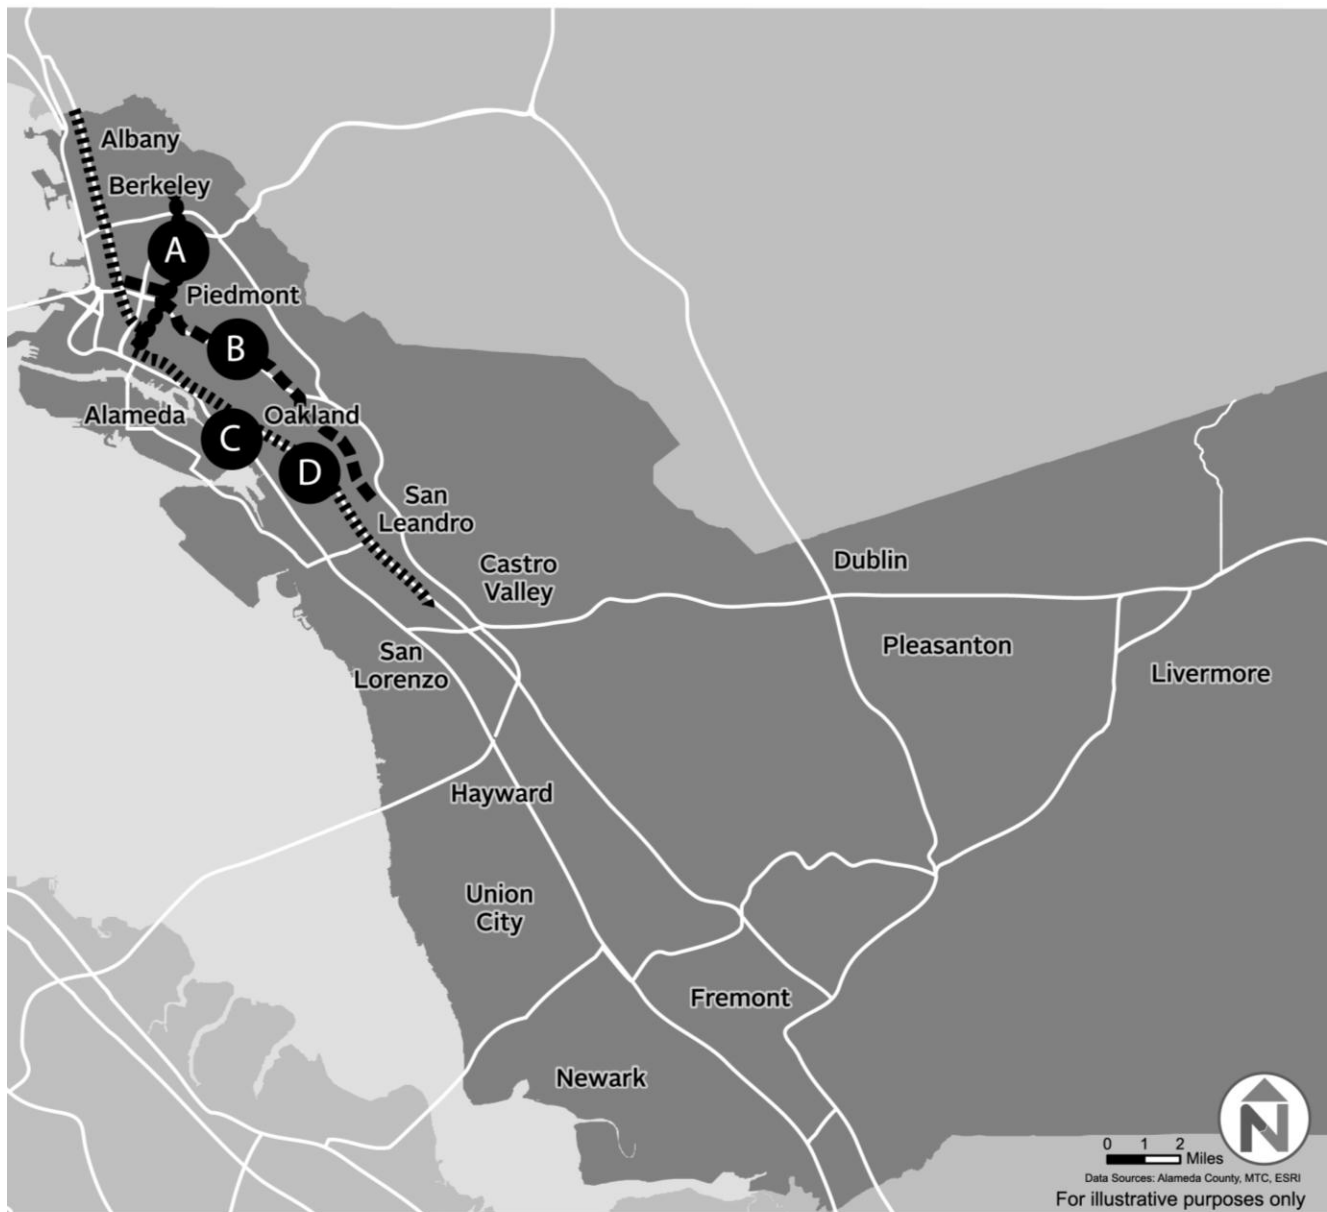 Albany
Berkeley
A
Piedmont
B
Alameda
Oakland
C
D
San
Leandro
Castro
Valley
Dublin
San
Lorenzo
Pleasanton
Livermore
Hayward
Union
City
Fremont
Newark
N
0 1 2
Miles
Data Sources: Alameda County, MTC, ESRI
For illustrative purposes only